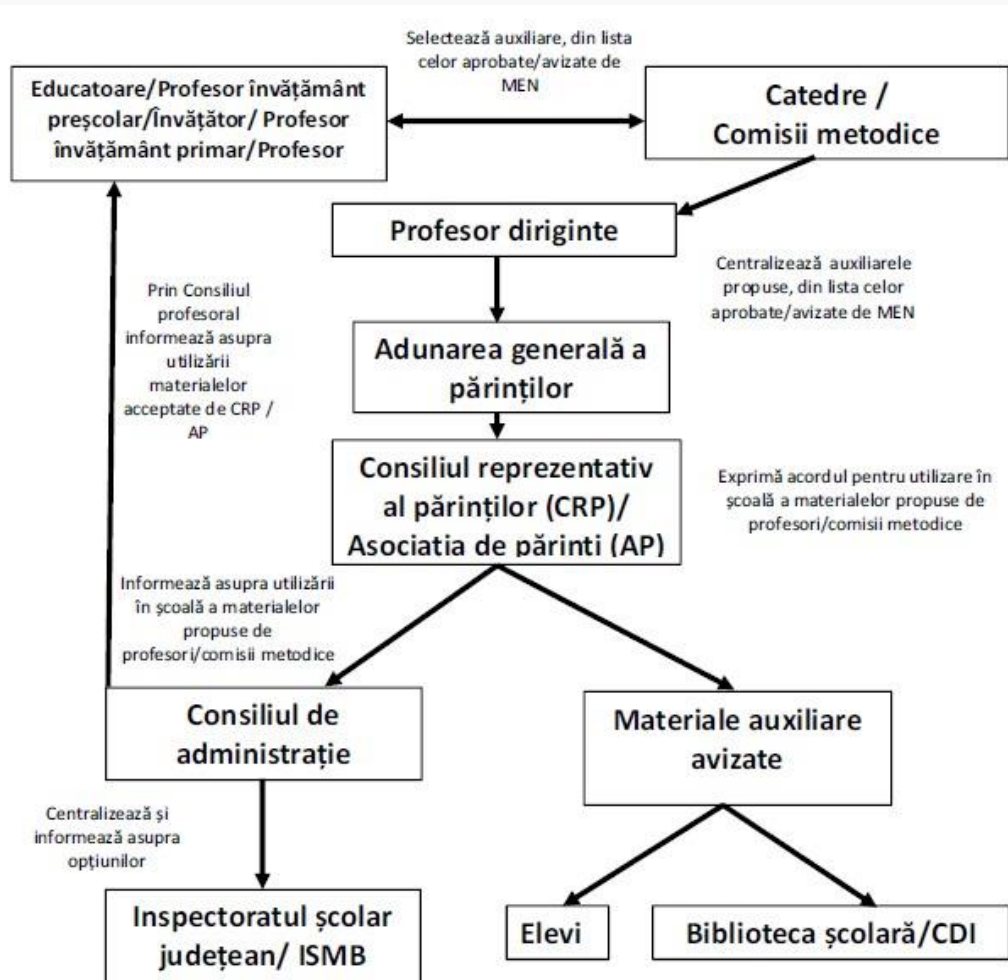 Selectează auxiliare, din lista
celor aprobate/avizate de
MEN
Educatoare/Profesor învățământ
preșcolar/Învățător/ Profesor
învățământ primar/Profesor
Catedre /
Comisii metodice
Profesor diriginte
Centralizează auxiliarele
propuse, din lista celor
aprobate/avizate de MEN
Prin Consiliul
profesoral
informează asupra
utilizării
materialelor
acceptate de CRP /
AP
Adunarea generală a
părinților
Consiliul reprezentativ
al părinților (CRP)/
Asociatia de părinti (AP)
Exprimă acordul pentru utilizare în
școală a materialelor propuse de
profesori/comisii metodice
Informează asupra utilizării
în școală a materialelor
propuse de
profesori/comisii metodice
Consiliul de
administrație
Materiale auxiliare
avizate
Centralizează și
informează asupra
opțiunilor
Inspectoratul școlar
județean/ ISMB
Elevi
Biblioteca școlară/CDI